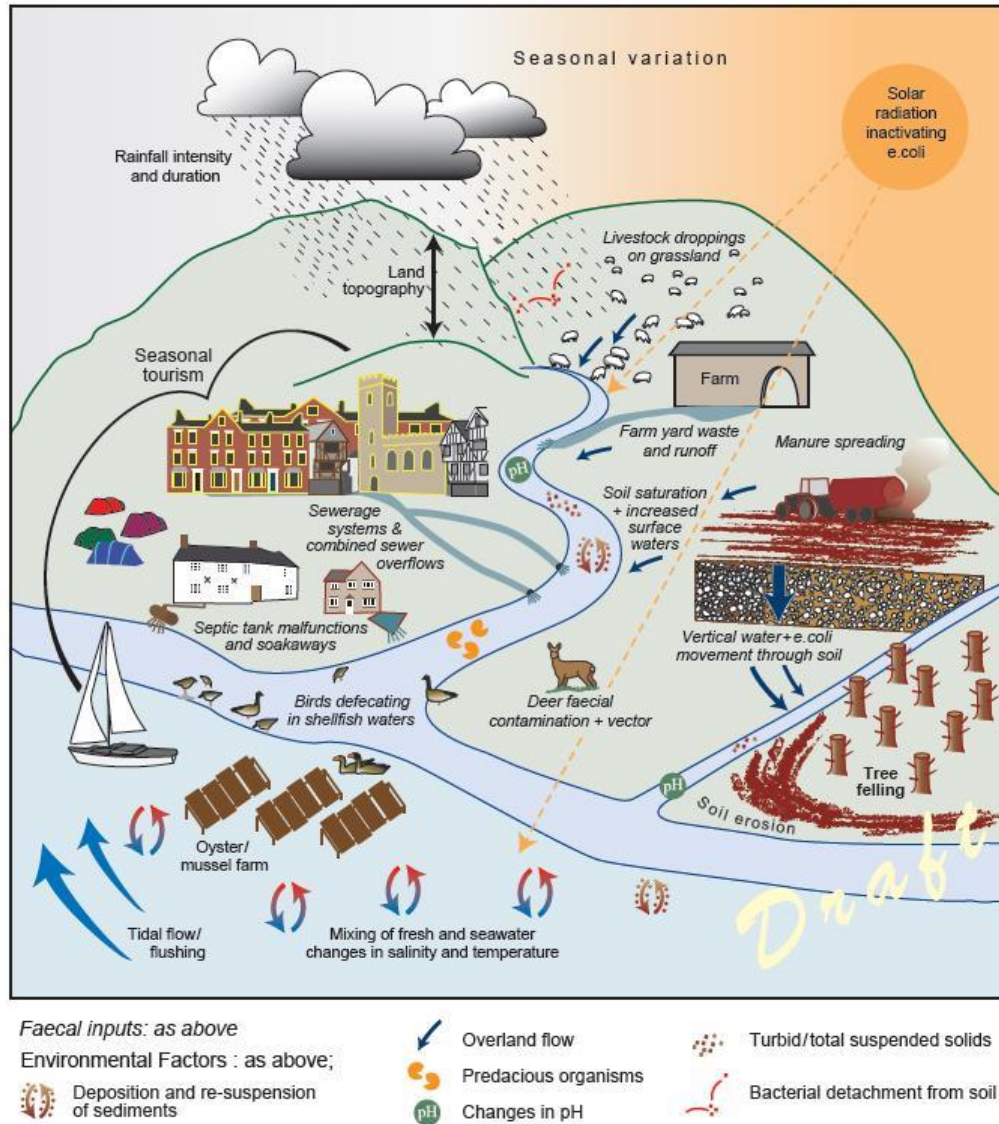 Seasonal variation
Solar
radiation
inactivating
e.coli
Rainfall intensity
and duration
Livestock droppings
on grassland
Land
topography
Seasonal
tourism
Farm
Farm yard waste
and runoff
Manure spreading
pH
Soil saturation
+ increased
surface
waters
Sewerage
systems &
combined sewer
overflows
Septic tank malfunctions
and soakaways
Vertical water+e.coli
movement through soil
Birds defecating
in shellfish waters
Deer faecial
contamination + vector
Tree
felling
pH
Soil erosion
Draft
Oyster/
mussel farm
Tidal flow/
flushing
Mixing of fresh and seawater
changes in salinity and temperature
Faecal inputs: as above
Environmental Factors : as above;
Deposition and re-suspension
of sediments
Overland flow
Predacious organisms
pH Changes in pH
Turbid/total suspended solids
Bacterial detachment from soil